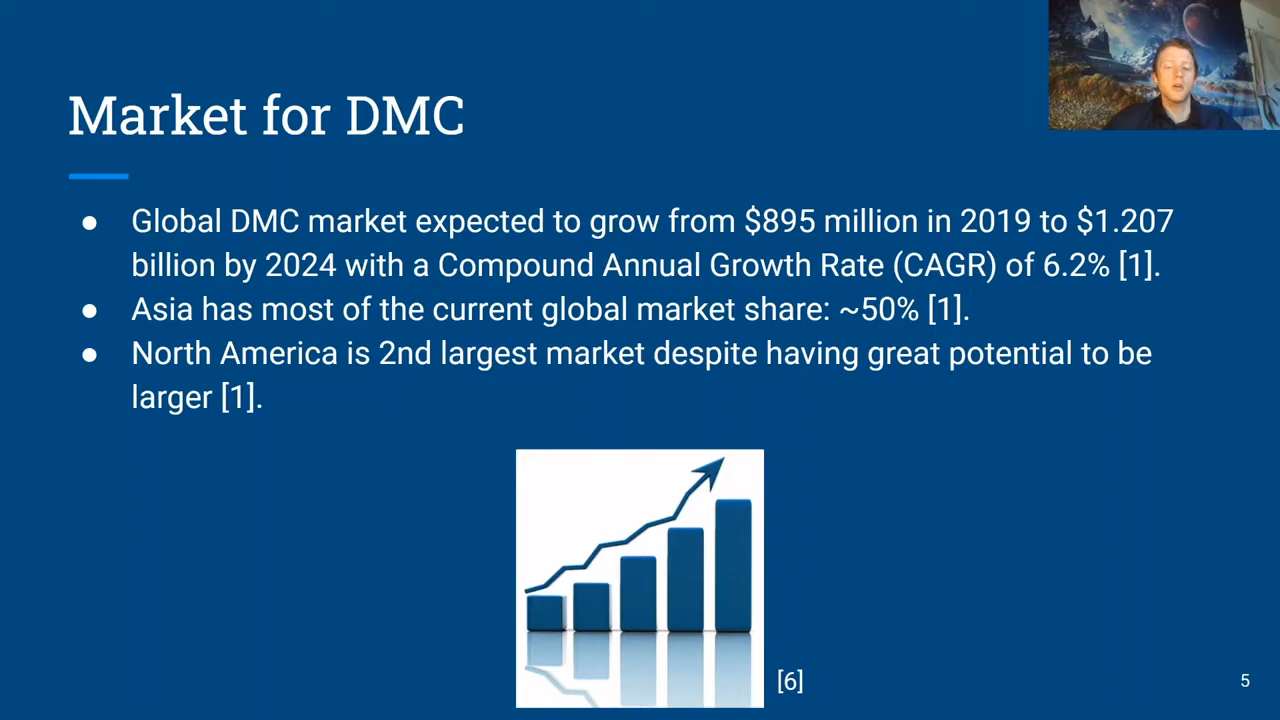 Market for DMC
● Global DMC market expected to grow from $895 million in 2019 to $1.207
billion by 2024 with a Compound Annual Growth Rate (CAGR) of 6.2% [1].
● Asia has most of the current global market share: ~50% [1].
● North America is 2nd largest market despite having great potential to be
larger [1].
[6]
5